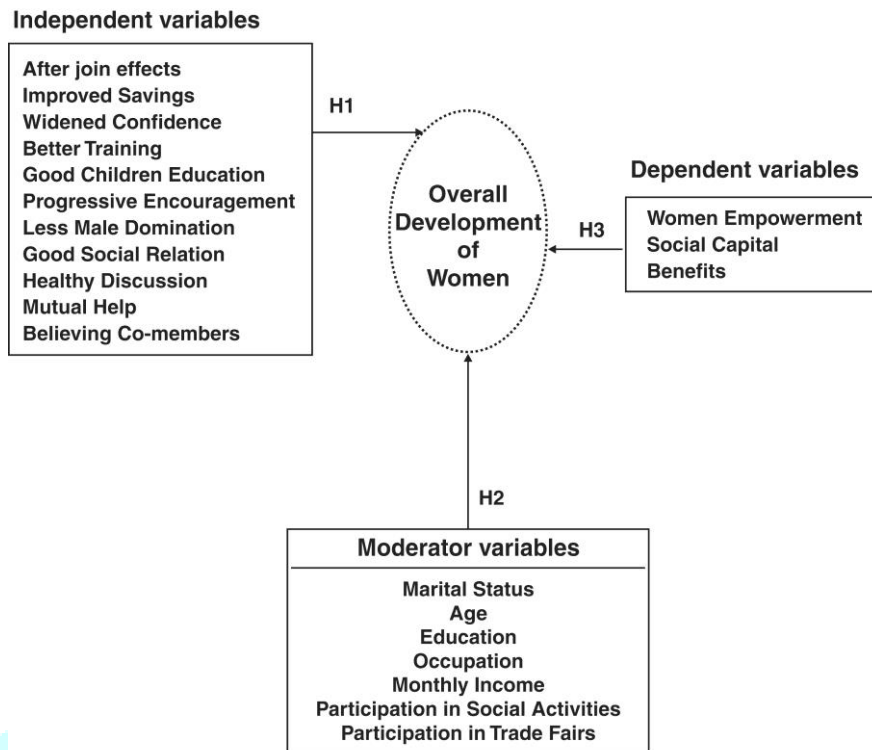 Independent variables
After join effects
Improved Savings
Widened Confidence
Better Training
Good Children Education
Progressive Encouragement
Less Male Domination
Good Social Relation
Healthy Discussion
Mutual Help
Believing Co-members
H1
Overall
Development
of
Women
H3
Dependent variables
Women Empowerment
Social Capital
Benefits
H2
Moderator variables
Marital Status
Age
Education
Occupation
Monthly Income
Participation in Social Activities
Participation in Trade Fairs